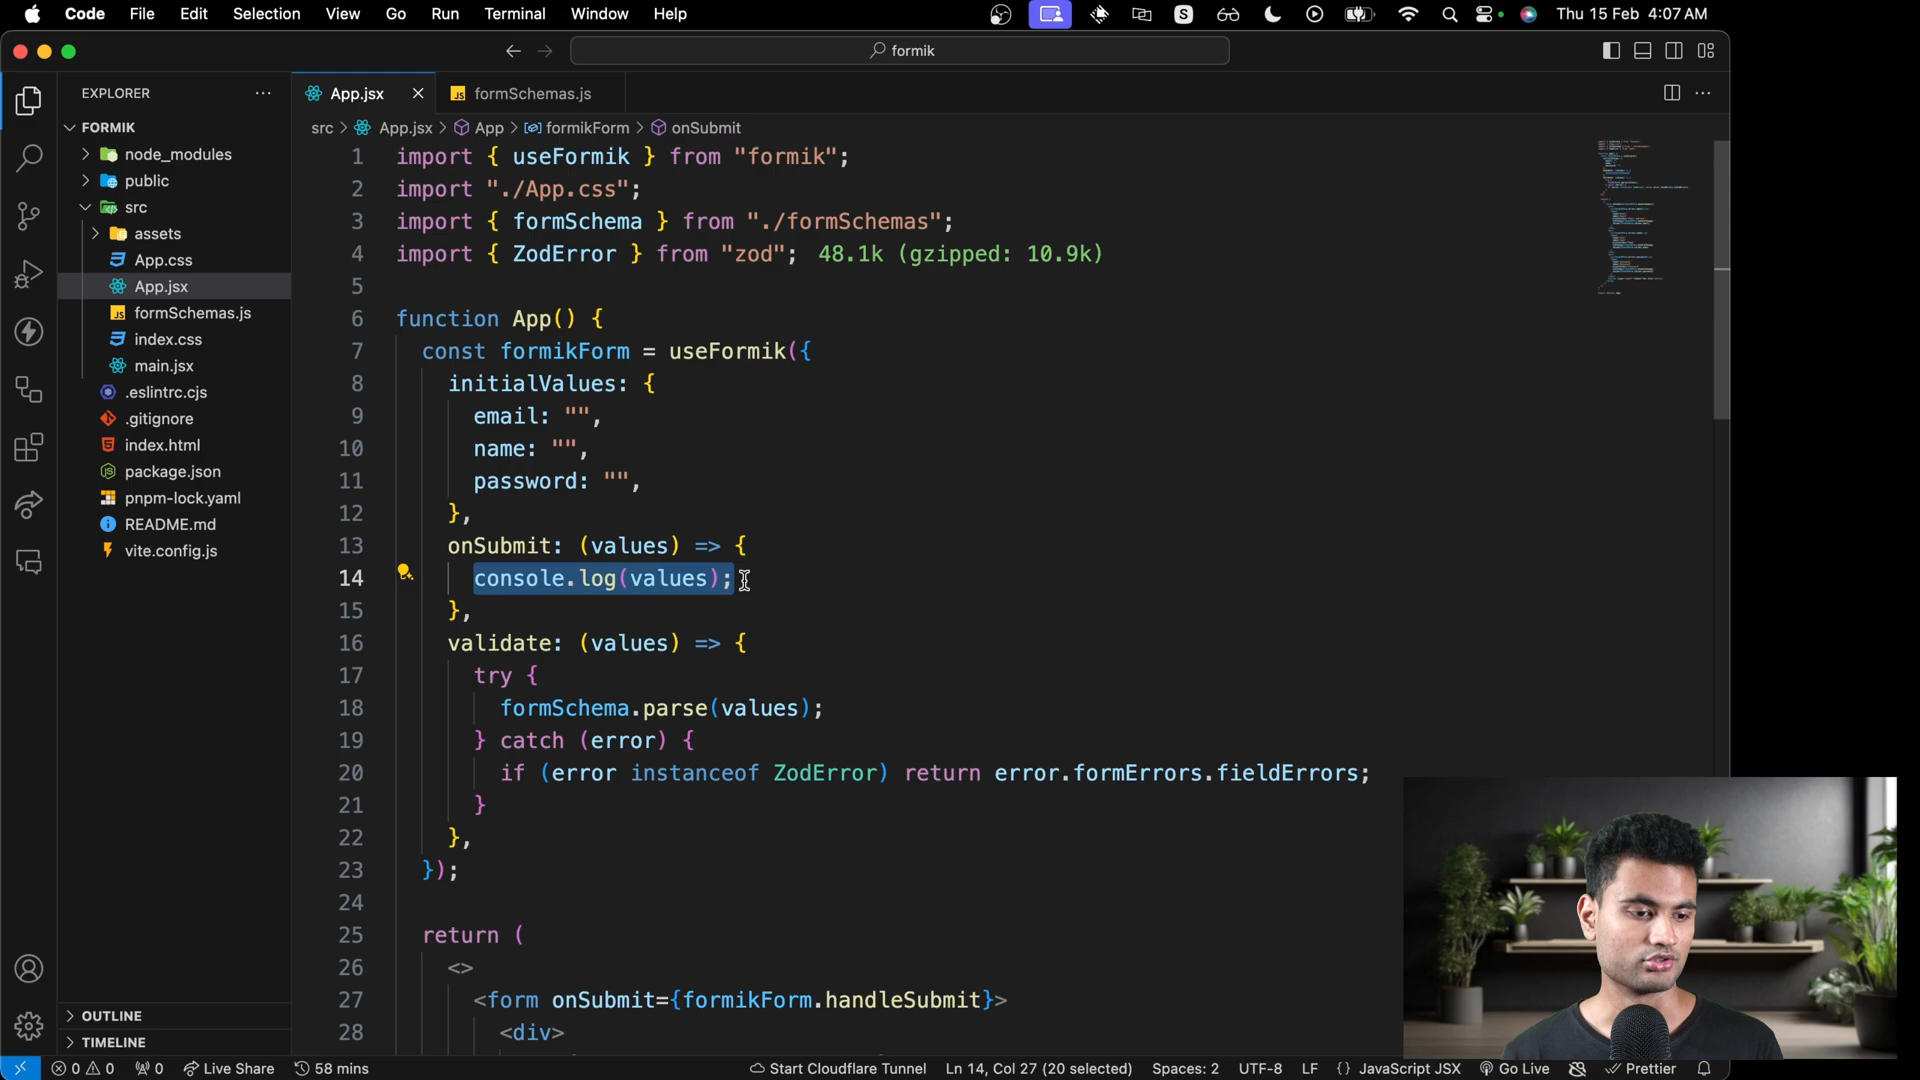 Code File Edit Selection View Go Run Terminal Window Help S Thu 15 Feb 4:07 AM
formik
EXPLORER
App.jsx
JS formSchemas.js
FORMIK
node_modules
public
src
assets
App.css
App.jsx
JS formSchemas.js
index.css
main.jsx
.eslintrc.cjs
.gitignore
index.html
package.json
pnpm-lock.yaml
README.md
vite.config.js
OUTLINE
TIMELINE
src > App.jsx > App > formikForm > onSubmit
1 import { useFormik } from "formik";
2 import "./App.css";
3 import { formSchema } from "./formSchemas";
4 import { ZodError } from "zod"; 48.1k (gzipped: 10.9k)
5
6 function App() {
7 const formikForm = useFormik({
8 initialValues: {
9 email: "",
10 name: "",
11 password: "",
12 },
13 onSubmit: (values) => {
14 console.log(values);
15 },
16 validate: (values) => {
17 try {
18 formSchema.parse(values);
19 } catch (error) {
20 if (error instanceof ZodError) return error.formErrors.fieldErrors;
21 }
22 },
23 });
24
25 return (
26 <>
27 <form onSubmit={formikForm.handleSubmit}>
28 <div>
0 0 0 Live Share 58 mins Start Cloudflare Tunnel Ln 14, Col 27 (20 selected) Spaces: 2 UTF-8 LF {} JavaScript JSX Go Live Prettier